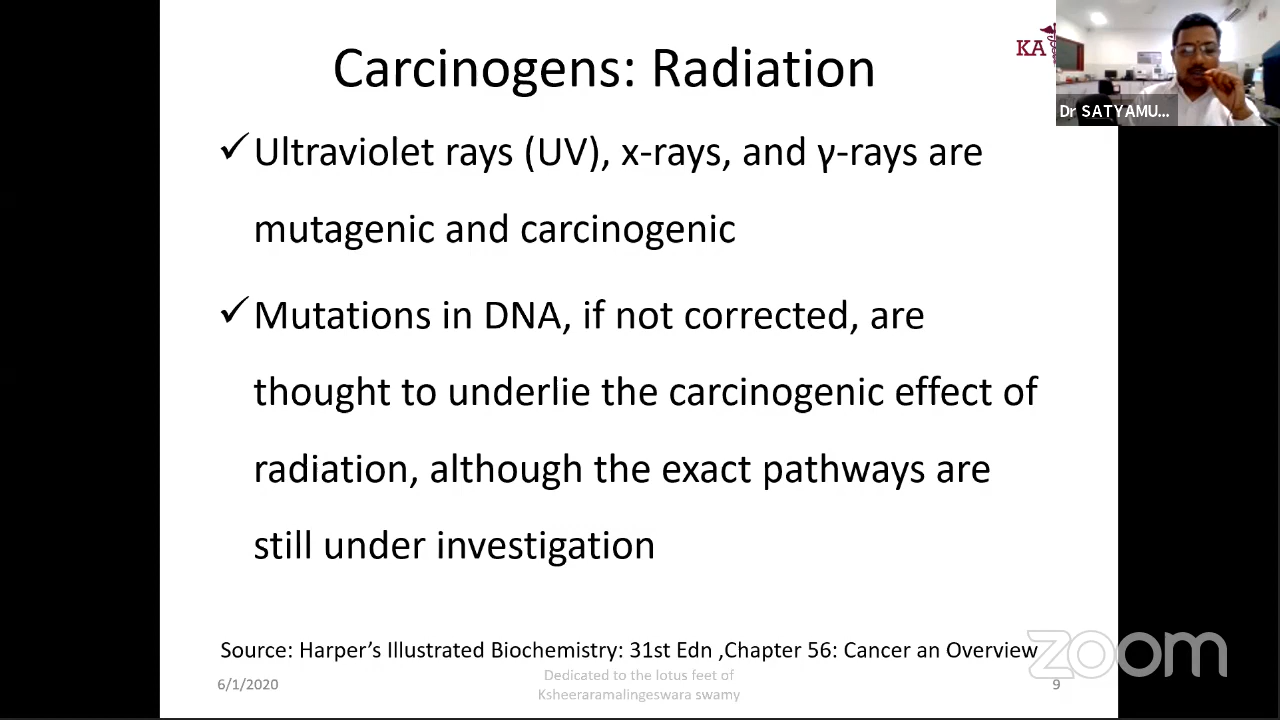 Carcinogens: Radiation
KA
Dr SATYAMU...
✓Ultraviolet rays (UV), x-rays, and γ-rays are
mutagenic and carcinogenic
✓Mutations in DNA, if not corrected, are
thought to underlie the carcinogenic effect of
radiation, although the exact pathways are
still under investigation
Source: Harper’s Illustrated Biochemistry: 31st Edn ,Chapter 56: Cancer an Overview
zoom
6/1/2020
Dedicated to the lotus feet of
Ksheeraramalingeswara swamy
9